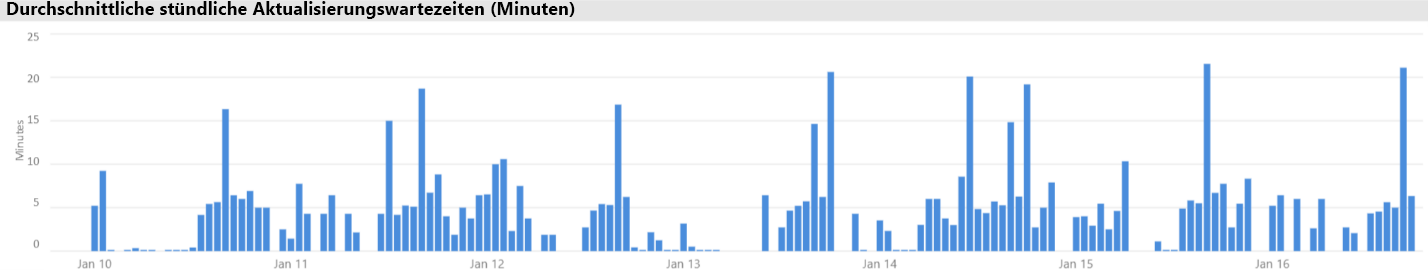 Durchschnittliche stündliche Aktualisierungswartezeiten (Minuten)
25
20
15
10
5
0
Minutes
Jan 10 Jan 11 Jan 12 Jan 13 Jan 14 Jan 15 Jan 16